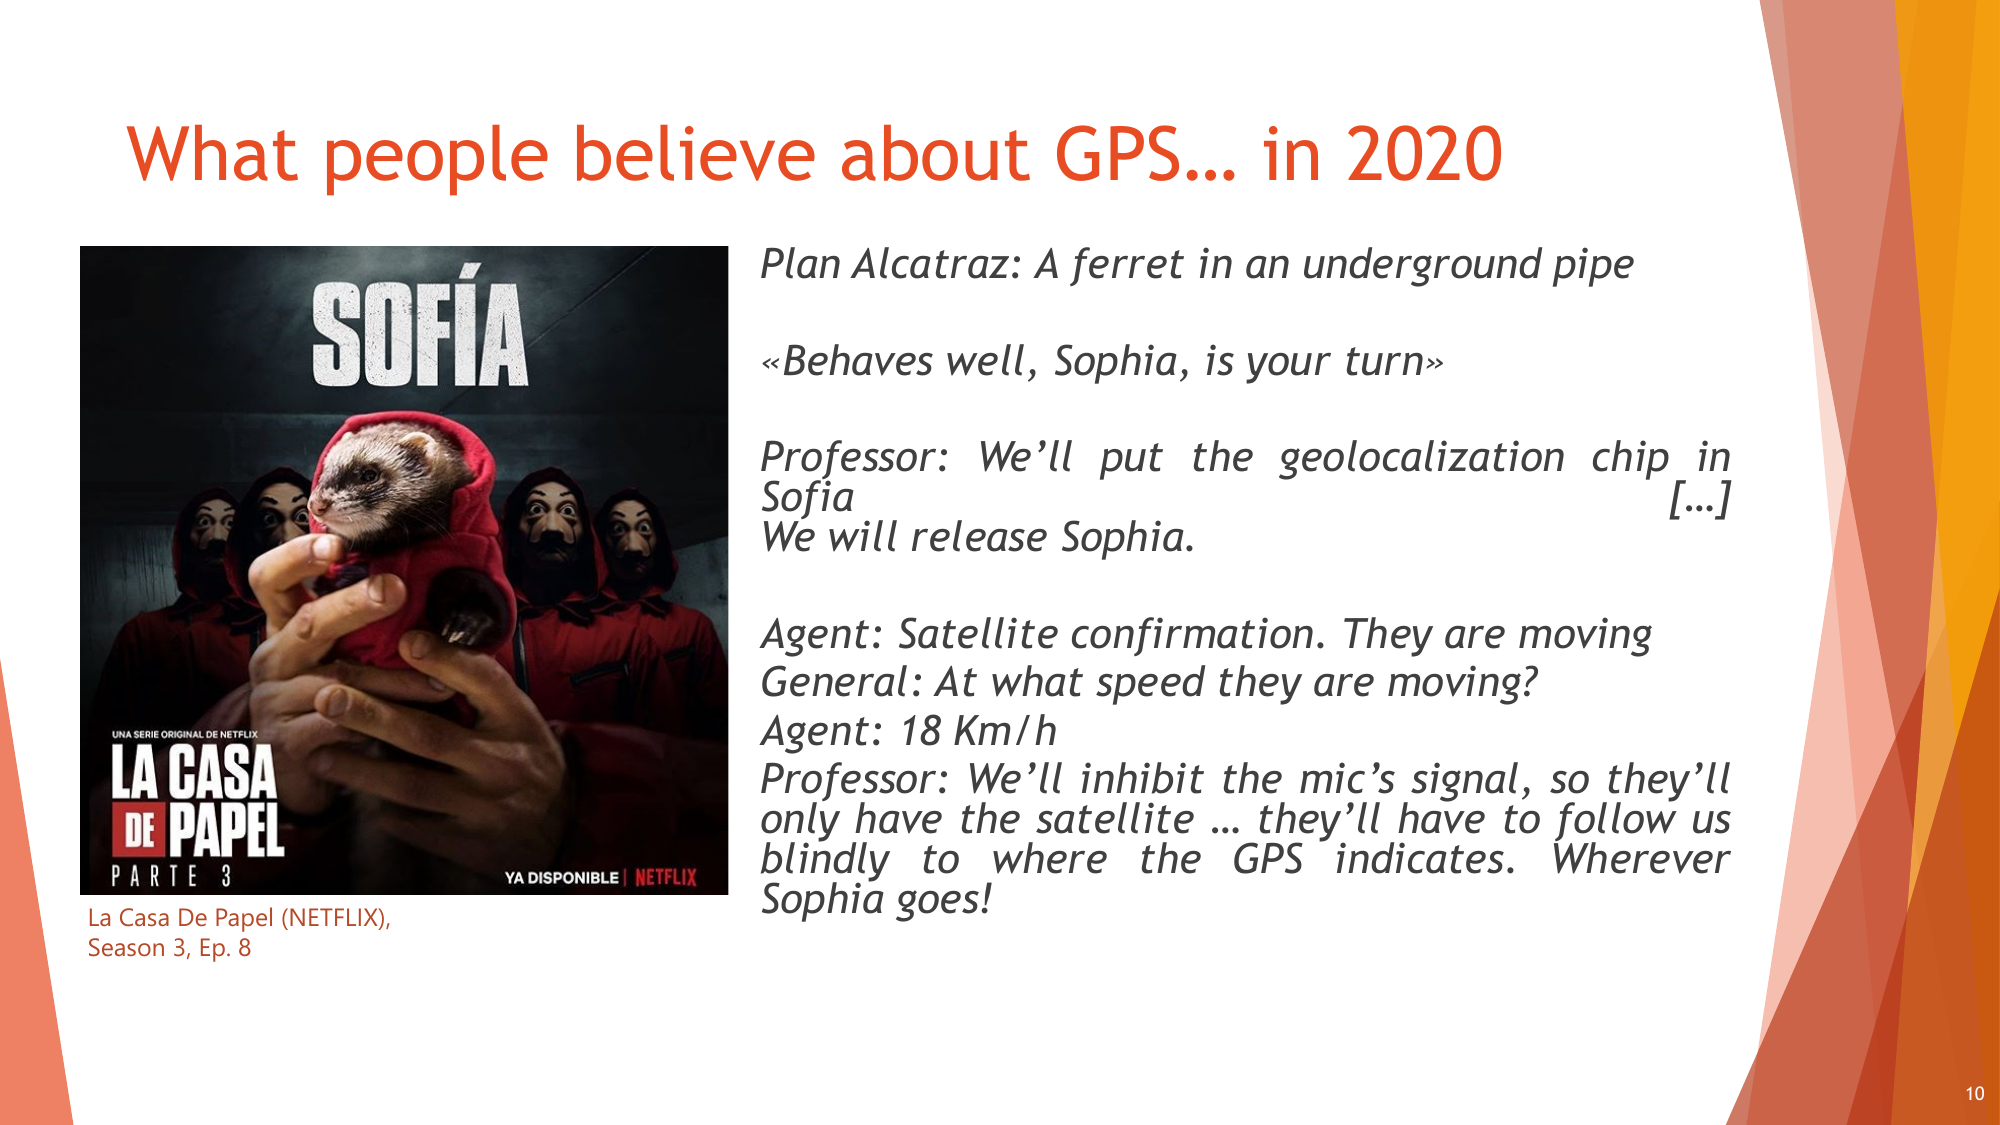 What people believe about GPS… in 2020
SOFÍA
UNA SERIE ORIGINAL DE NETFLIX
LA CASA
DE PAPEL
PARTE 3
YA DISPONIBLE | NETFLIX
La Casa De Papel (NETFLIX),
Season 3, Ep. 8
Plan Alcatraz: A ferret in an underground pipe
«Behaves well, Sophia, is your turn»
Professor: We’ll put the geolocalization chip in
Sofia […]
We will release Sophia.
Agent: Satellite confirmation. They are moving
General: At what speed they are moving?
Agent: 18 Km/h
Professor: We’ll inhibit the mic’s signal, so they’ll
only have the satellite … they’ll have to follow us
blindly to where the GPS indicates. Wherever
Sophia goes!
10